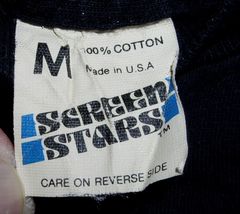 M
100% COTTON
Made in U.S.A
SCREEN
STARS
TM
CARE ON REVERSE SIDE